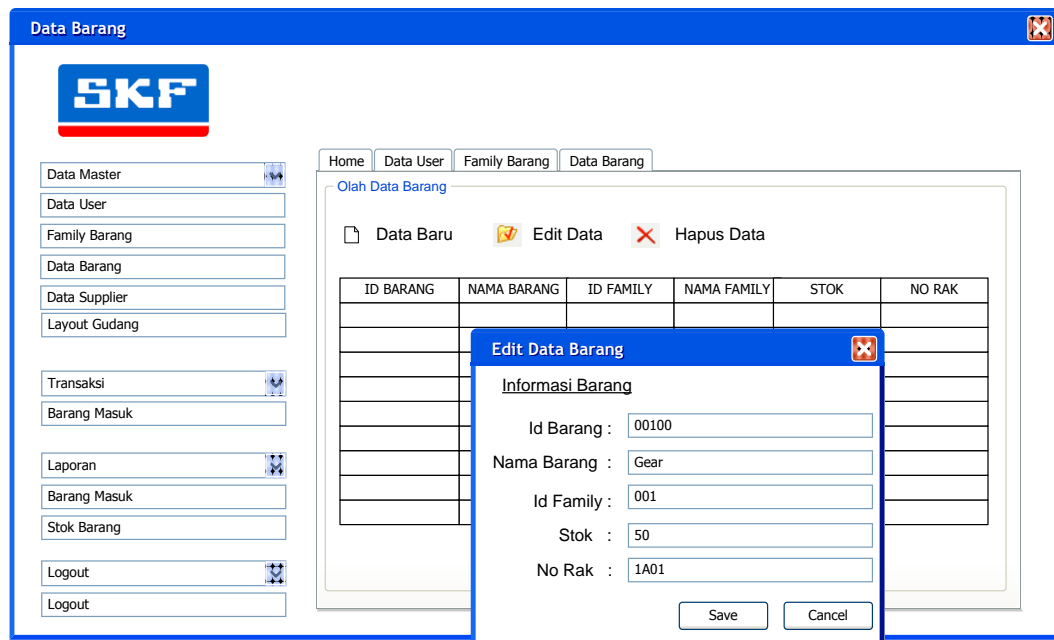 Data Barang
SKF
Data Master
Data User
Family Barang
Data Barang
Data Supplier
Layout Gudang
Transaksi
Barang Masuk
Laporan
Barang Masuk
Stok Barang
Logout
Logout
Home Data User Family Barang Data Barang
Olah Data Barang
Data Baru Edit Data Hapus Data
ID BARANG NAMA BARANG ID FAMILY NAMA FAMILY STOK NO RAK
Edit Data Barang
Informasi Barang
Id Barang : 00100
Nama Barang : Gear
Id Family : 001
Stok : 50
No Rak : 1A01
Save Cancel